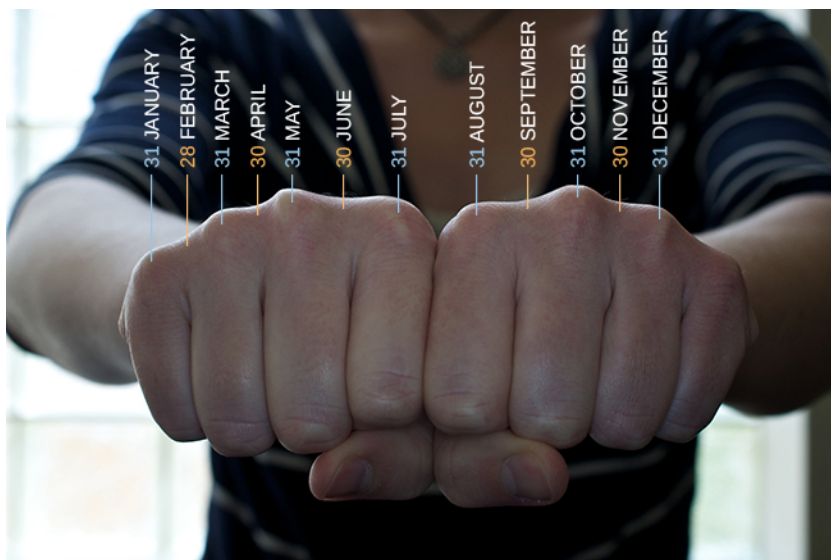 31 JANUARY
28 FEBRUARY
31 MARCH
30 APRIL
31 MAY
30 JUNE
31 JULY
31 AUGUST
30 SEPTEMBER
31 OCTOBER
30 NOVEMBER
31 DECEMBER